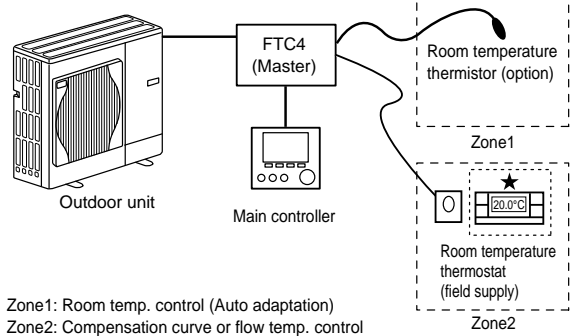 FTC4
(Master)
Room temperature
thermistor (option)
Zone1
Outdoor unit
Main controller
20.0°C
Room temperature
thermostat
(field supply)
Zone2
Zone1: Room temp. control (Auto adaptation)
Zone2: Compensation curve or flow temp. control